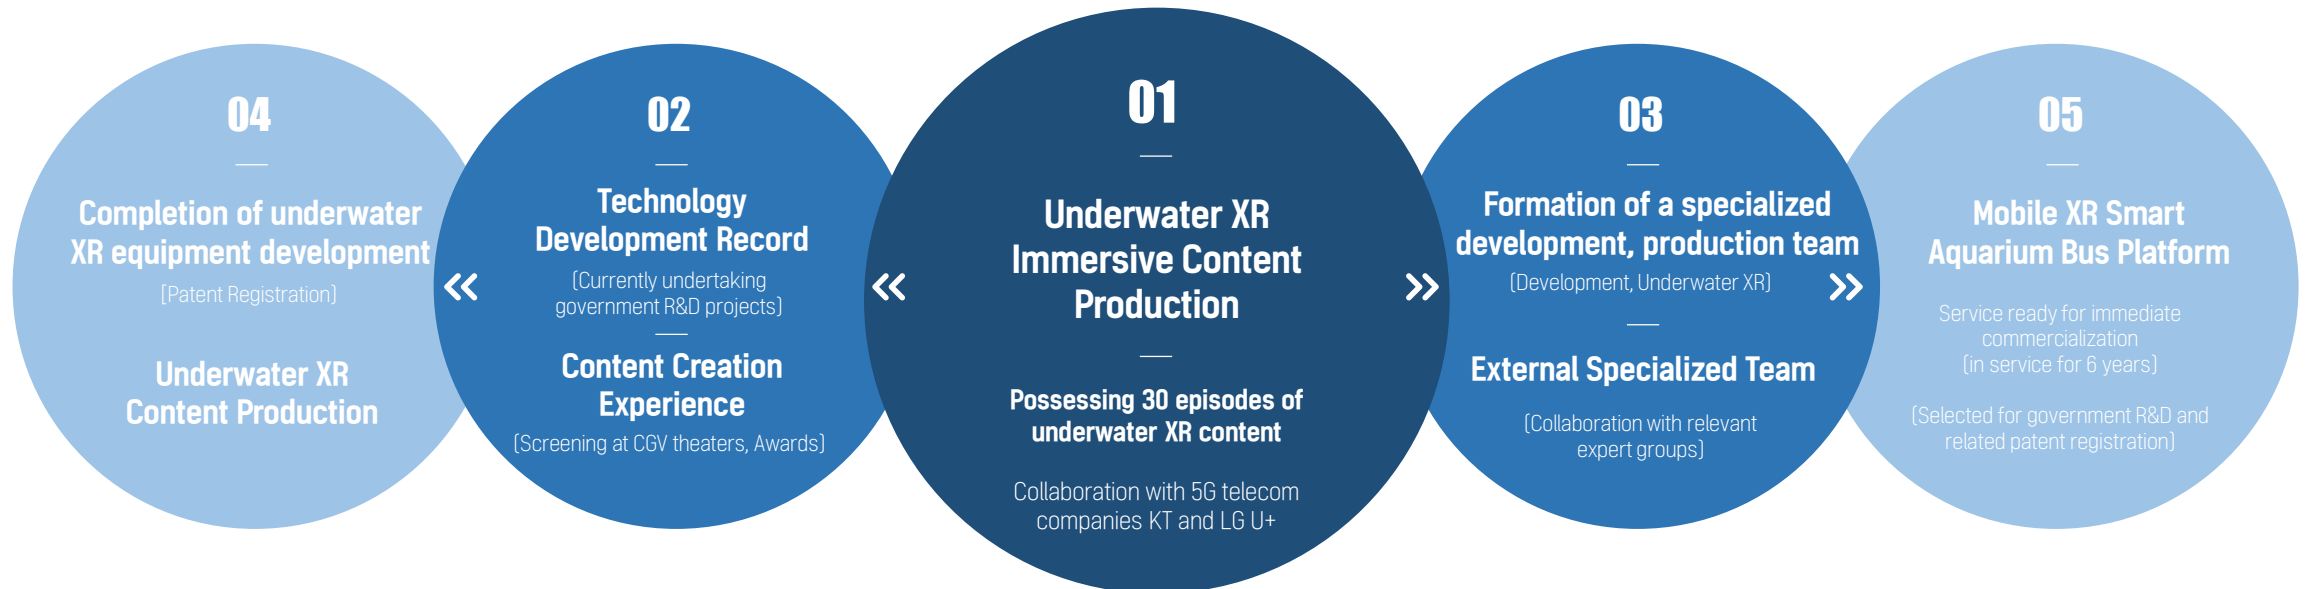 04
Completion of underwater
XR equipment development
(Patent Registration)
Underwater XR
Content Production
02
Technology
Development Record
(Currently undertaking
government R&D projects)
Content Creation
Experience
(Screening at CGV theaters, Awards)
01
Underwater XR
Immersive Content
Production
Possessing 30 episodes of
underwater XR content
Collaboration with 5G telecom
companies KT and LG U+
03
Formation of a specialized
development, production team
(Development, Underwater XR)
External Specialized Team
(Collaboration with relevant
expert groups)
05
Mobile XR Smart
Aquarium Bus Platform
Service ready for immediate
commercialization
(in service for 6 years)
(Selected for government R&D and
related patent registration)